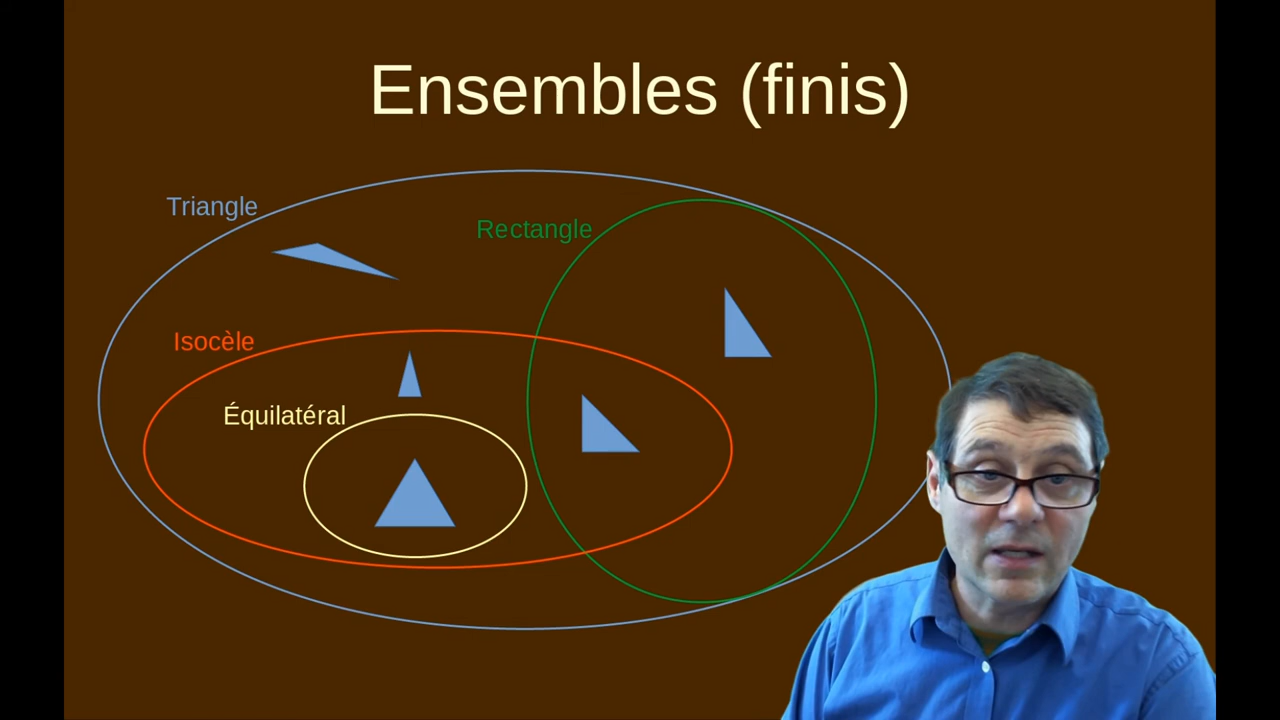 Ensembles (finis)
Triangle
Rectangle
Isocèle
Équilatéral